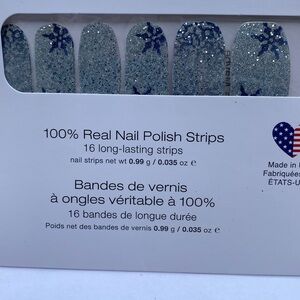 100% Real Nail Polish Strips
16 long-lasting strips
nail strips net wt 0.99 g / 0.035 oz ℮
Bandes de vernis
à ongles véritable à 100%
16 bandes de longue durée
Poids net des bandes de vernis 0.99 g / 0.035 oz ℮
Made in
Fabriquées
ÉTATS-U